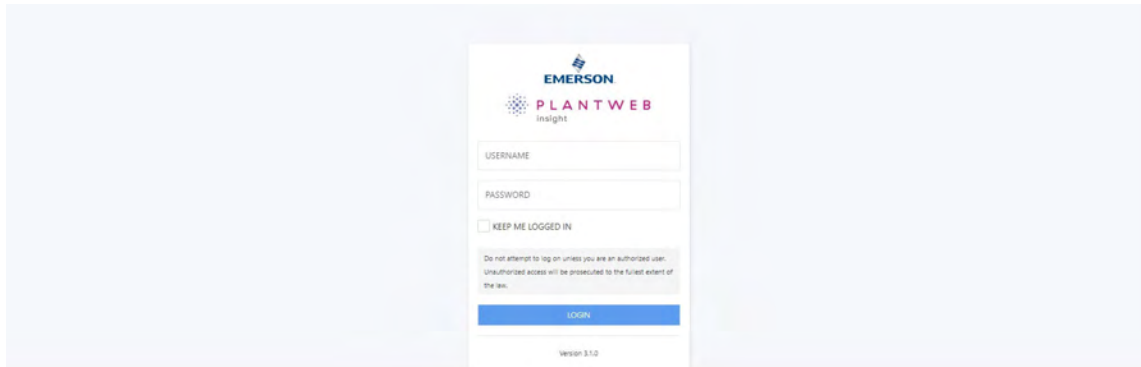 EMERSON
PLANTWEB
insight
USERNAME
PASSWORD
KEEP ME LOGGED IN
Do not attempt to log on unless you are an authorized user.
Unauthorized access will be prosecuted to the fullest extent of
the law.
LOGIN
Version 3.1.0